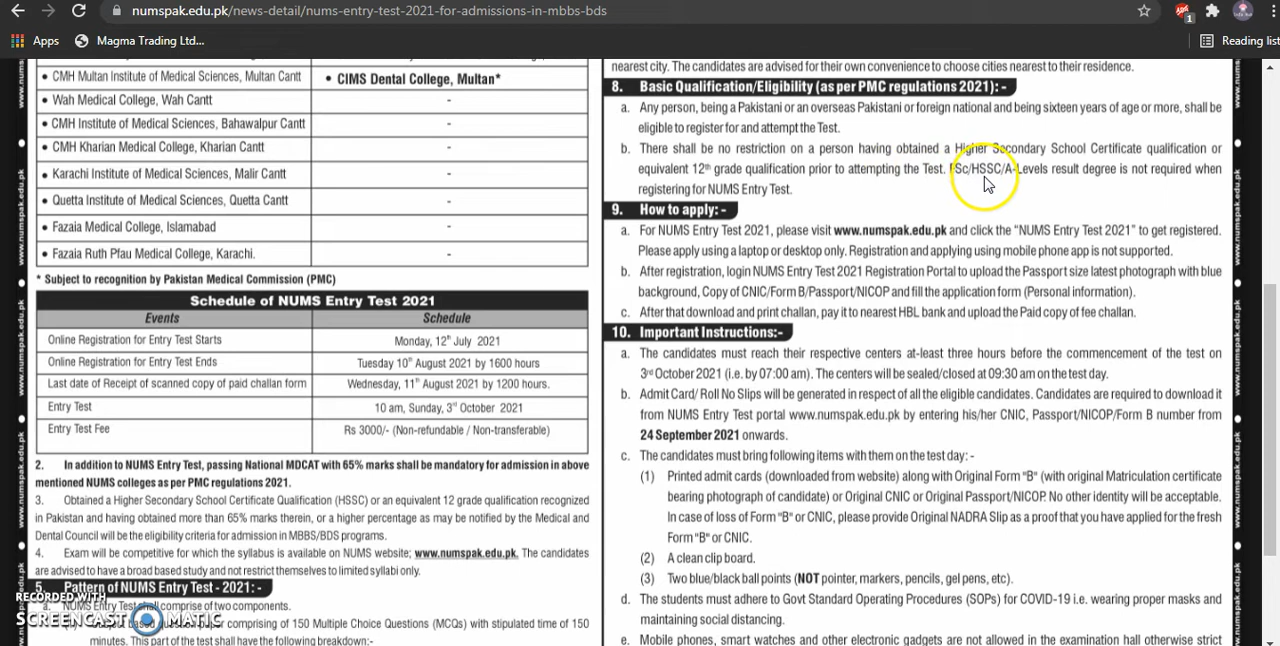 numspak.edu.pk/news-detail/nums-entry-test-2021-for-admissions-in-mbbs-bds
Apps Magma Trading Ltd... Reading list
• CMH Multan Institute of Medical Sciences, Multan Cantt • CIMS Dental College, Multan*
• Wah Medical College, Wah Cantt -
• CMH Institute of Medical Sciences, Bahawalpur Cantt -
• CMH Kharian Medical College, Kharian Cantt -
• Karachi Institute of Medical Sciences, Malir Cantt -
• Quetta Institute of Medical Sciences, Quetta Cantt -
• Fazaia Medical College, Islamabad -
• Fazaia Ruth Pfau Medical College, Karachi. -
* Subject to recognition by Pakistan Medical Commission (PMC)
Schedule of NUMS Entry Test 2021
Events Schedule
Online Registration for Entry Test Starts Monday, 12th July 2021
Online Registration for Entry Test Ends Tuesday 10th August 2021 by 1600 hours
Last date of Receipt of scanned copy of paid challan form Wednesday, 11th August 2021 by 1200 hours.
Entry Test 10 am, Sunday, 3rd October 2021
Entry Test Fee Rs 3000/- (Non-refundable / Non-transferable)
2. In addition to NUMS Entry Test, passing National MDCAT with 65% marks shall be mandatory for admission in above
mentioned NUMS colleges as per PMC regulations 2021.
3. Obtained a Higher Secondary School Certificate Qualification (HSSC) or an equivalent 12 grade qualification recognized
in Pakistan and having obtained more than 65% marks therein, or a higher percentage as may be notified by the Medical and
Dental Council will be the eligibility criteria for admission in MBBS/BDS programs.
4. Exam will be competitive for which the syllabus is available on NUMS website; www.numspak.edu.pk. The candidates
are advised to have a broad based study and not restrict themselves to limited syllabi only.
5. Pattern of NUMS Entry Test - 2021: -
a. NUMS Entry Test shall comprise of two components.
paper comprising of 150 Multiple Choice Questions (MCQs) with stipulated time of 150
minutes. This part of the test shall have the following breakdown:-
RECORDED WITH
SCREENCAST MATIC
nearest city. The candidates are advised for their own convenience to choose cities nearest to their residence.
8. Basic Qualification/Eligibility (as per PMC regulations 2021): -
a. Any person, being a Pakistani or an overseas Pakistani or foreign national and being sixteen years of age or more, shall be
eligible to register for and attempt the Test.
b. There shall be no restriction on a person having obtained a Higher Secondary School Certificate qualification or
equivalent 12th grade qualification prior to attempting the Test. FSc/HSSC/A-Levels result degree is not required when
registering for NUMS Entry Test.
9. How to apply: -
a. For NUMS Entry Test 2021, please visit www.numspak.edu.pk and click the "NUMS Entry Test 2021" to get registered.
Please apply using a laptop or desktop only. Registration and applying using mobile phone app is not supported.
b. After registration, login NUMS Entry Test 2021 Registration Portal to upload the Passport size latest photograph with blue
background, Copy of CNIC/Form B/Passport/NICOP and fill the application form (Personal information).
c. After that download and print challan, pay it to nearest HBL bank and upload the Paid copy of fee challan.
10. Important Instructions:-
a. The candidates must reach their respective centers at-least three hours before the commencement of the test on
3rd October 2021 (i.e. by 07:00 am). The centers will be sealed/closed at 09:30 am on the test day.
b. Admit Card/ Roll No Slips will be generated in respect of all the eligible candidates. Candidates are required to download it
from NUMS Entry Test portal www.numspak.edu.pk by entering his/her CNIC, Passport/NICOP/Form B number from
24 September 2021 onwards.
c. The candidates must bring following items with them on the test day: -
(1) Printed admit cards (downloaded from website) along with Original Form "B" (with original Matriculation certificate
bearing photograph of candidate) or Original CNIC or Original Passport/NICOP. No other identity will be acceptable.
In case of loss of Form "B" or CNIC, please provide Original NADRA Slip as a proof that you have applied for the fresh
Form "B" or CNIC.
(2) A clean clip board.
(3) Two blue/black ball points (NOT pointer, markers, pencils, gel pens, etc).
d. The students must adhere to Govt Standard Operating Procedures (SOPs) for COVID-19 i.e. wearing proper masks and
maintaining social distancing.
e. Mobile phones, smart watches and other electronic gadgets are not allowed in the examination hall otherwise strict